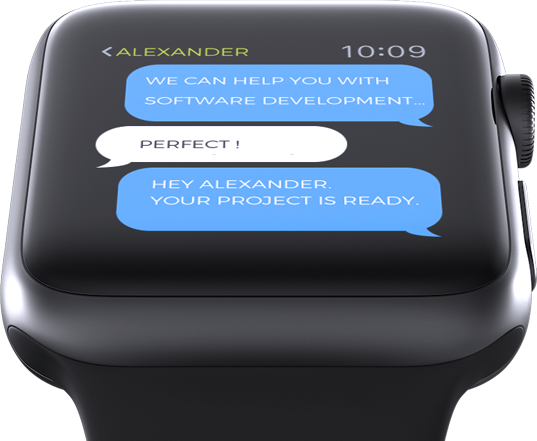 < ALEXANDER 10:09
WE CAN HELP YOU WITH
SOFTWARE DEVELOPMENT...
PERFECT !
HEY ALEXANDER.
YOUR PROJECT IS READY.